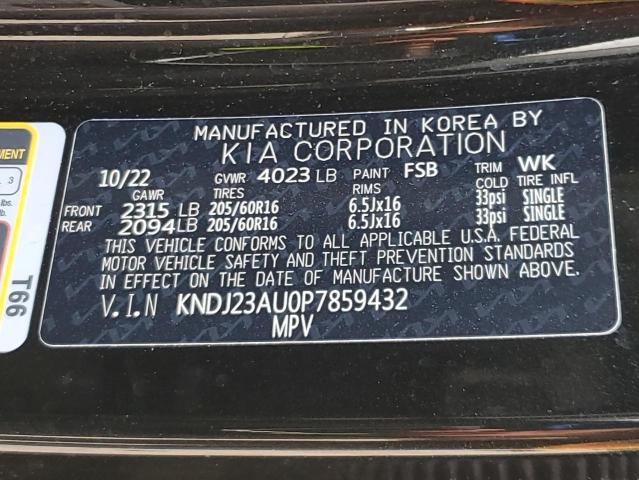 MANUFACTURED IN KOREA BY
KIA CORPORATION
10/22 GVWR 4023 LB PAINT FSB TRIM WK
GAWR TIRES RIMS COLD TIRE INFL
FRONT 2315 LB 205/60R16 6.5Jx16 33psi SINGLE
REAR 2094 LB 205/60R16 6.5Jx16 33psi SINGLE
THIS VEHICLE CONFORMS TO ALL APPLICABLE U.S.A. FEDERAL
MOTOR VEHICLE SAFETY AND THEFT PREVENTION STANDARDS
IN EFFECT ON THE DATE OF MANUFACTURE SHOWN ABOVE.
V.I.N KNDJ23AU0P7859432
MPV
3
lbs.
lb.
T66